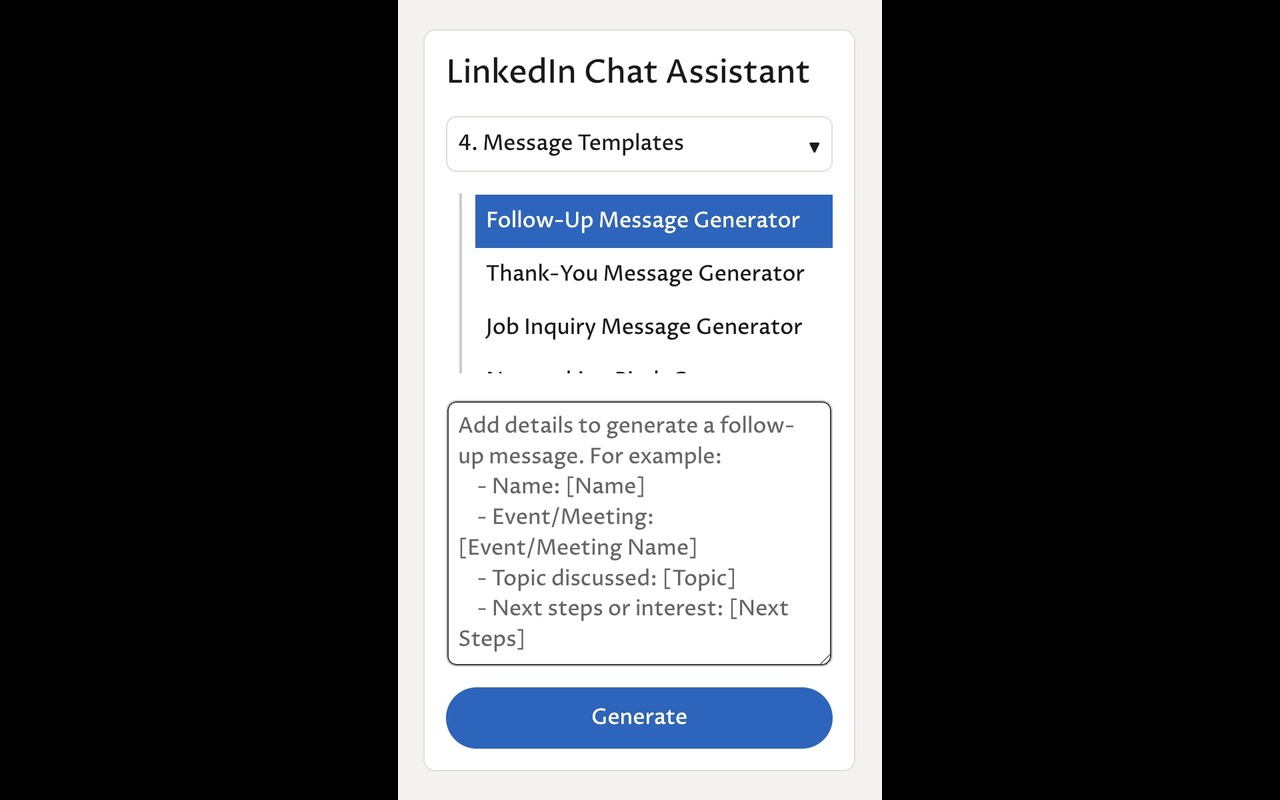 LinkedIn Chat Assistant
4. Message Templates
Follow-Up Message Generator
Thank-You Message Generator
Job Inquiry Message Generator
Add details to generate a follow-
up message. For example:
- Name: [Name]
- Event/Meeting:
[Event/Meeting Name]
- Topic discussed: [Topic]
- Next steps or interest: [Next
Steps]
Generate